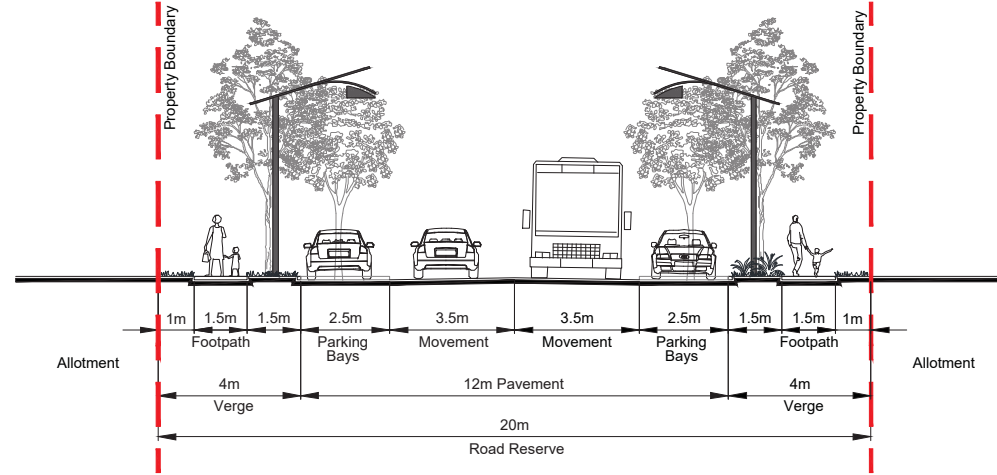 Property Boundary
Property Boundary
1m 1.5m 1.5m 2.5m 3.5m 3.5m 2.5m 1.5m 1.5m 1m
Footpath Parking Bays Movement Movement Parking Bays Footpath
Allotment Allotment
4m 12m Pavement 4m
Verge Verge
20m
Road Reserve